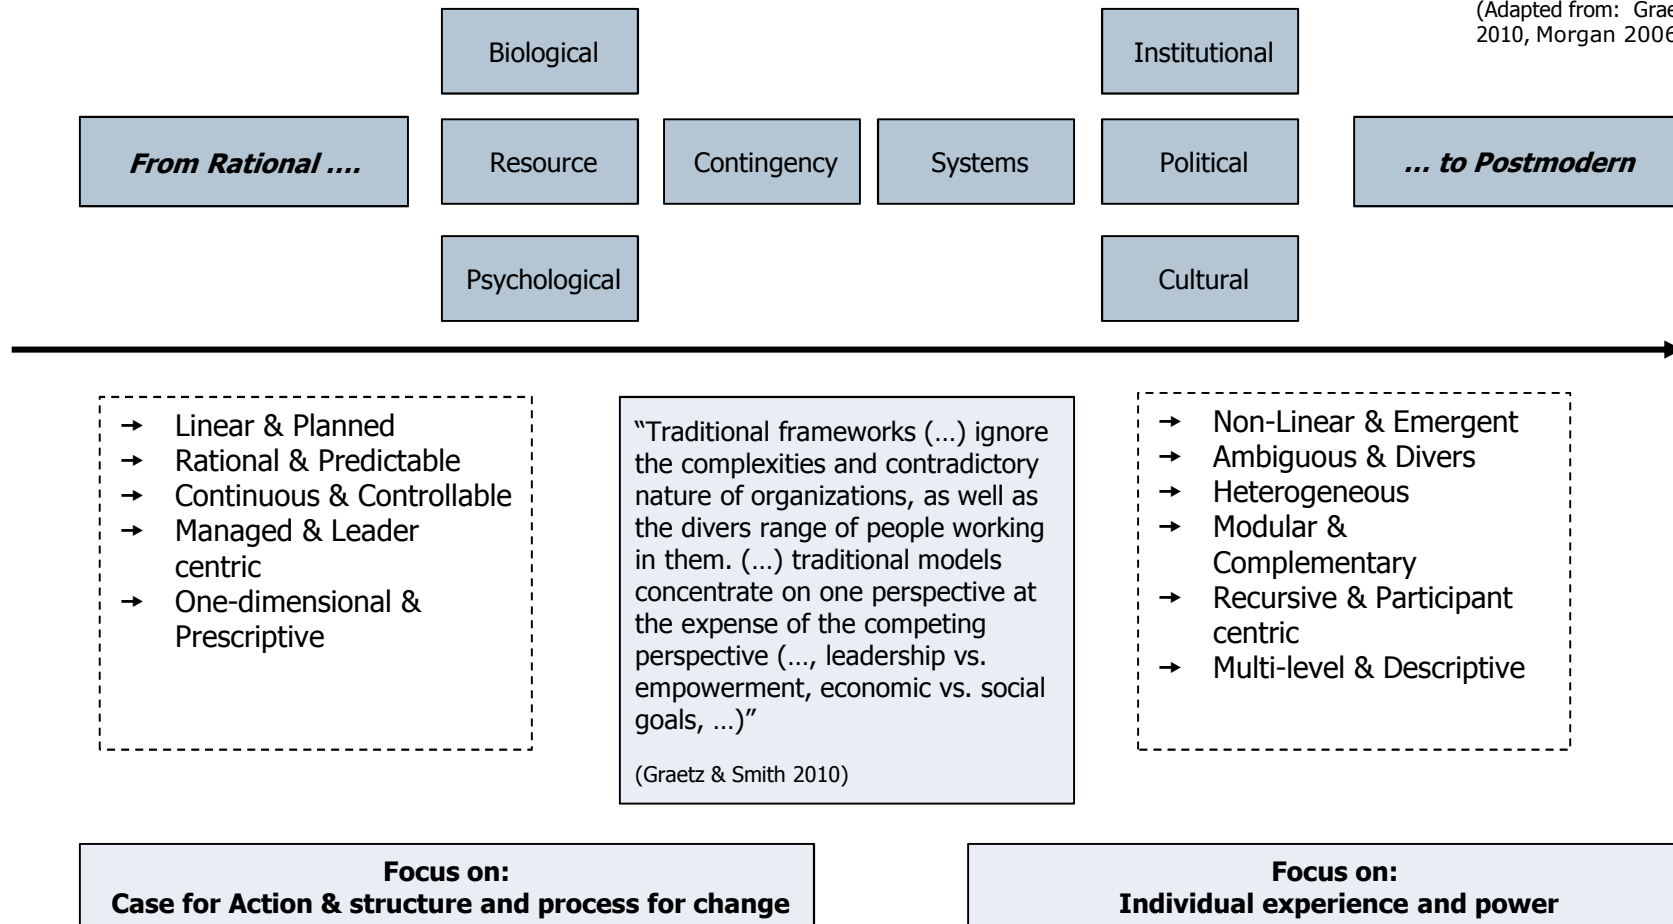 (Adapted from: Grae
2010, Morgan 2006
Biological
Institutional
From Rational ....
Resource
Contingency
Systems
Political
... to Postmodern
Psychological
Cultural
→ Linear & Planned
→ Rational & Predictable
→ Continuous & Controllable
→ Managed & Leader
centric
→ One-dimensional &
Prescriptive
“Traditional frameworks (…) ignore
the complexities and contradictory
nature of organizations, as well as
the divers range of people working
in them. (…) traditional models
concentrate on one perspective at
the expense of the competing
perspective (…, leadership vs.
empowerment, economic vs. social
goals, …)”
(Graetz & Smith 2010)
→ Non-Linear & Emergent
→ Ambiguous & Divers
→ Heterogeneous
→ Modular &
Complementary
→ Recursive & Participant
centric
→ Multi-level & Descriptive
Focus on:
Case for Action & structure and process for change
Focus on:
Individual experience and power